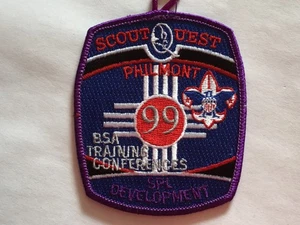 SCOUT QUEST
PHILMONT
99
BSA
TRAINING
CONFERENCES
SPL
DEVELOPMENT